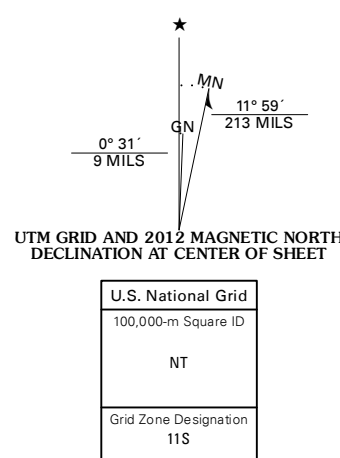 ★
MN
GN
11° 59´
213 MILS
0° 31´
9 MILS
UTM GRID AND 2012 MAGNETIC NORTH
DECLINATION AT CENTER OF SHEET
U.S. National Grid
100,000-m Square ID
NT
Grid Zone Designation
11S